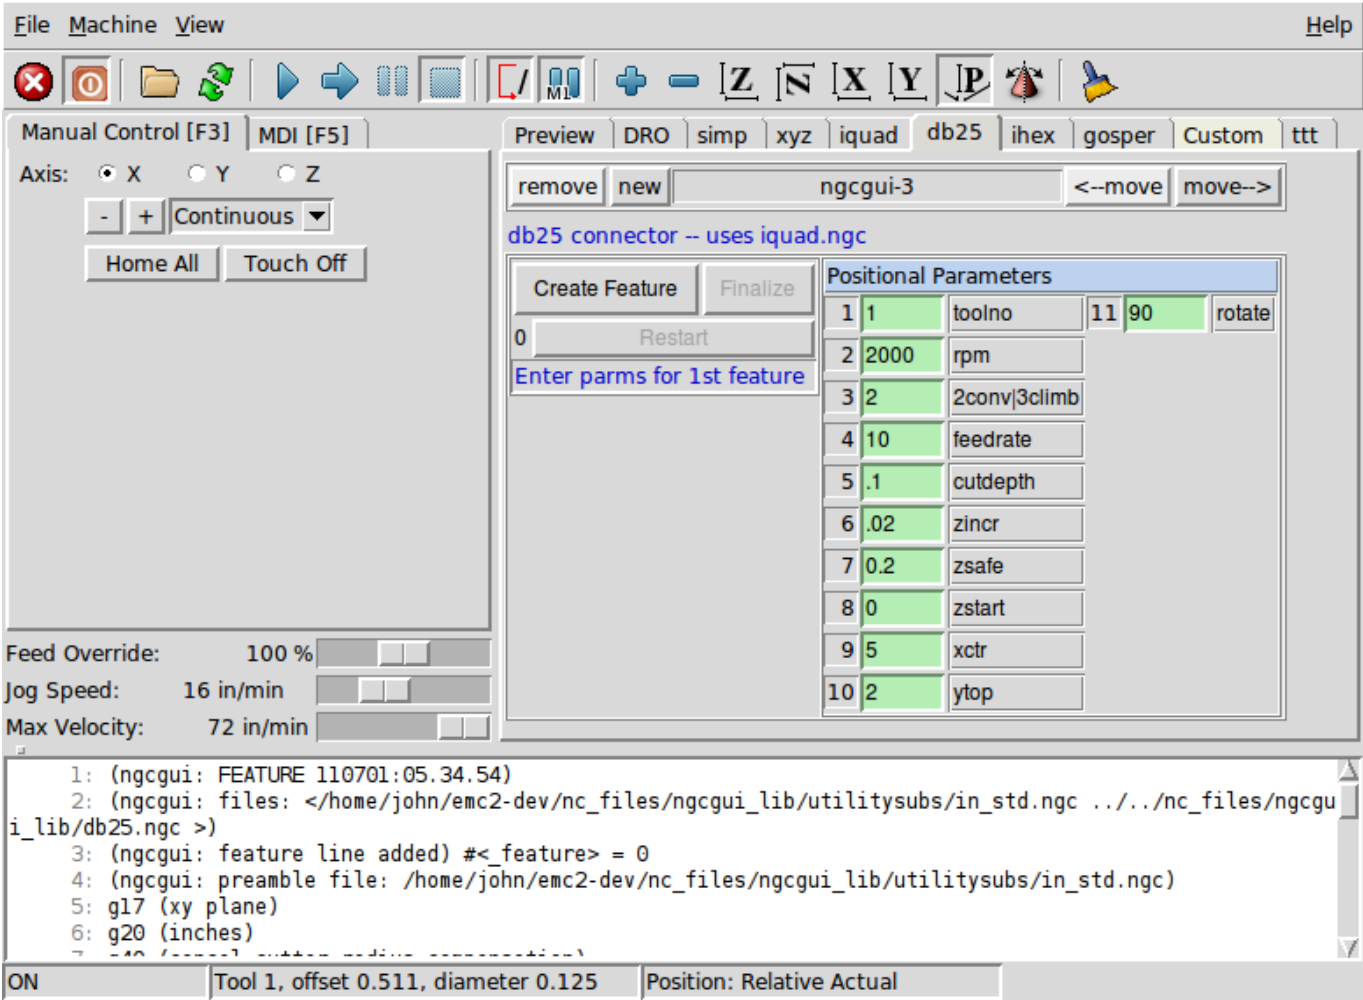 File Machine View Help
M1 Z N X Y P
Manual Control [F3] MDI [F5] Preview DRO simp xyz iquad db25 ihex gosper Custom ttt
Axis: X Y Z
- + Continuous
Home All Touch Off
remove new ngcgui-3 <--move move-->
db25 connector -- uses iquad.ngc
Create Feature Finalize
0 Restart
Enter parms for 1st feature
Positional Parameters
1 1 toolno 11 90 rotate
2 2000 rpm
3 2 2conv|3climb
4 10 feedrate
5 .1 cutdepth
6 .02 zincr
7 0.2 zsafe
8 0 zstart
9 5 xctr
10 2 ytop
Feed Override: 100 %
Jog Speed: 16 in/min
Max Velocity: 72 in/min
1: (ngcgui: FEATURE 110701:05.34.54)
2: (ngcgui: files: </home/john/emc2-dev/nc_files/ngcgui_lib/utilitysubs/in_std.ngc ../../nc_files/ngcgu
i_lib/db25.ngc >)
3: (ngcgui: feature line added) #<_feature> = 0
4: (ngcgui: preamble file: /home/john/emc2-dev/nc_files/ngcgui_lib/utilitysubs/in_std.ngc)
5: g17 (xy plane)
6: g20 (inches)
ON Tool 1, offset 0.511, diameter 0.125 Position: Relative Actual